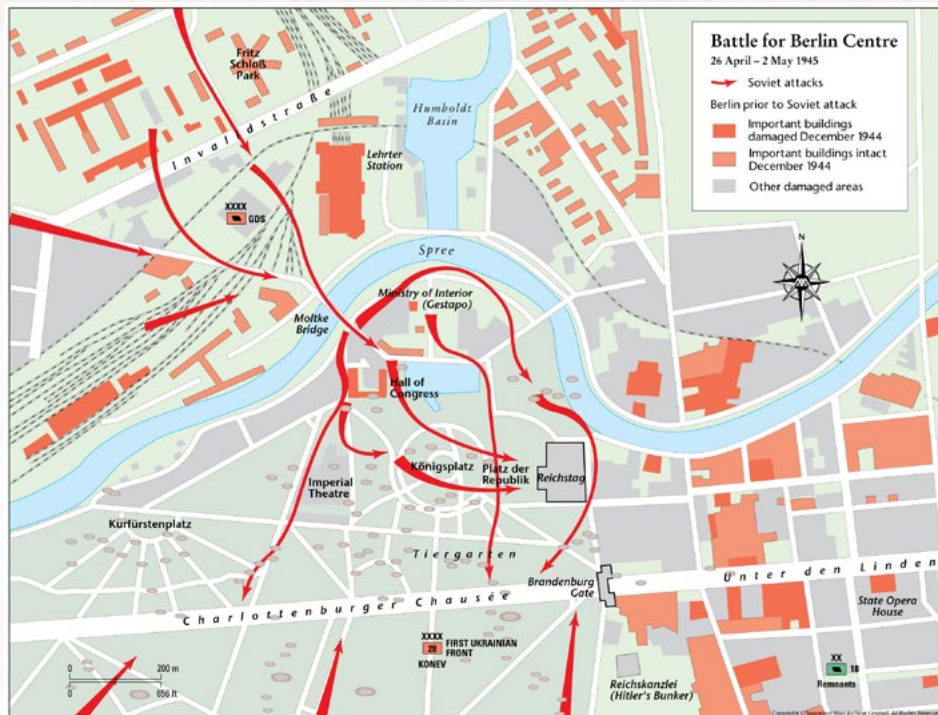 Battle for Berlin Centre
26 April – 2 May 1945
Soviet attacks
Berlin prior to Soviet attack
Important buildings
damaged December 1944
Important buildings intact
December 1944
Other damaged areas
N
Fritz
Schloß
Park
Invalidstraße
Humboldt
Basin
Lehrter
Station
XXXX
GDS
Spree
Ministry of Interior
(Gestapo)
Moltke
Bridge
Hall of
Congress
Königsplatz
Platz der
Republik
Reichstag
Imperial
Theatre
Kurfürstenplatz
Tiergarten
Brandenburg
Gate
Unter den Linden
Charlottenburger Chausée
State Opera
House
XXXX
28 FIRST UKRAINIAN
FRONT
KONEV
0 200 m
0 656 ft
Reichskanzlei
(Hitler's Bunker)
XX
18
Remnants